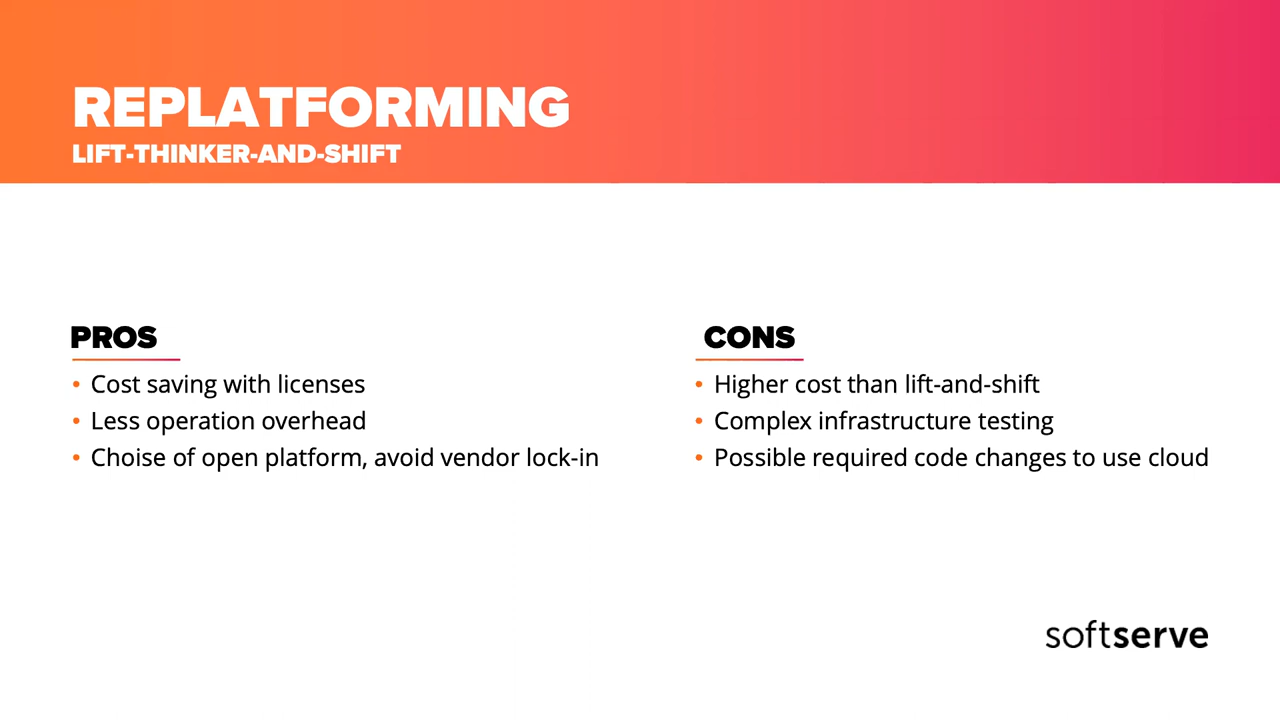 REPLATFORMING
LIFT-THINKER-AND-SHIFT
PROS
• Cost saving with licenses
• Less operation overhead
• Choise of open platform, avoid vendor lock-in
CONS
• Higher cost than lift-and-shift
• Complex infrastructure testing
• Possible required code changes to use cloud
softserve